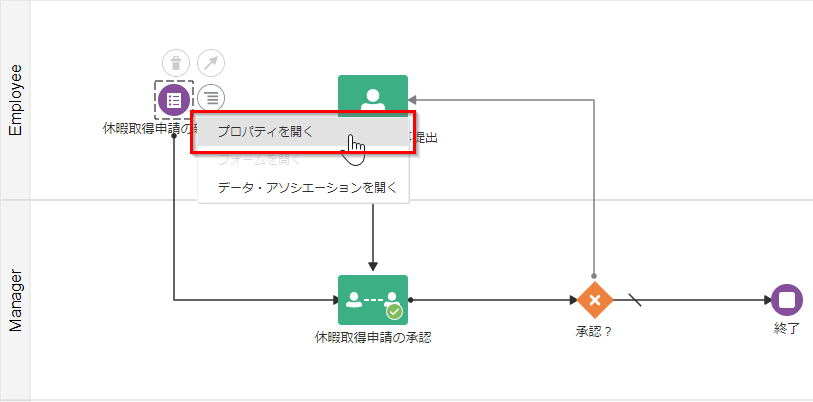 Employee
休暇取得申請の
プロパティを開く
提出
フォームを開く
データ・アソシエーションを開く
Manager
休暇取得申請の承認
承認？
終了